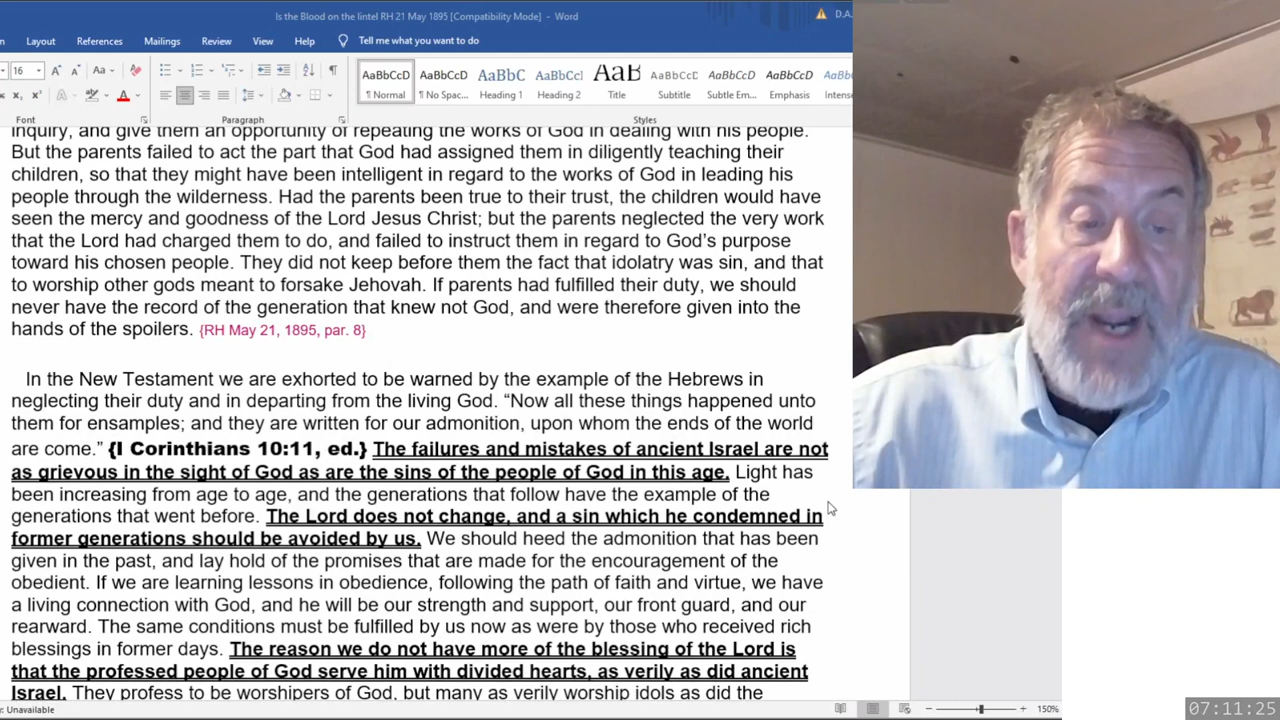 Is the Blood on the lintel RH 21 May 1895 [Compatibility Mode] - Word
D.A.
Layout References Mailings Review View Help Tell me what you want to do
16 Aa
AaBbCcD AaBbCcD AaBbC AaBbCcI AaB AaBbCcD AaBbCcD AaBbCcD
¶ Normal ¶ No Spac... Heading 1 Heading 2 Title Subtitle Subtle Em... Emphasis Intense
Font Paragraph Styles
inquiry, and give them an opportunity of repeating the works of God in dealing with his people.
But the parents failed to act the part that God had assigned them in diligently teaching their
children, so that they might have been intelligent in regard to the works of God in leading his
people through the wilderness. Had the parents been true to their trust, the children would have
seen the mercy and goodness of the Lord Jesus Christ; but the parents neglected the very work
that the Lord had charged them to do, and failed to instruct them in regard to God’s purpose
toward his chosen people. They did not keep before them the fact that idolatry was sin, and that
to worship other gods meant to forsake Jehovah. If parents had fulfilled their duty, we should
never have the record of the generation that knew not God, and were therefore given into the
hands of the spoilers. {RH May 21, 1895, par. 8}
In the New Testament we are exhorted to be warned by the example of the Hebrews in
neglecting their duty and in departing from the living God. “Now all these things happened unto
them for ensamples; and they are written for our admonition, upon whom the ends of the world
are come.” {I Corinthians 10:11, ed.} The failures and mistakes of ancient Israel are not
as grievous in the sight of God as are the sins of the people of God in this age. Light has
been increasing from age to age, and the generations that follow have the example of the
generations that went before. The Lord does not change, and a sin which he condemned in
former generations should be avoided by us. We should heed the admonition that has been
given in the past, and lay hold of the promises that are made for the encouragement of the
obedient. If we are learning lessons in obedience, following the path of faith and virtue, we have
a living connection with God, and he will be our strength and support, our front guard, and our
rearward. The same conditions must be fulfilled by us now as were by those who received rich
blessings in former days. The reason we do not have more of the blessing of the Lord is
that the professed people of God serve him with divided hearts, as verily as did ancient
Israel. They profess to be worshipers of God, but many as verily worship idols as did the
: Unavailable
150%
07:11:25